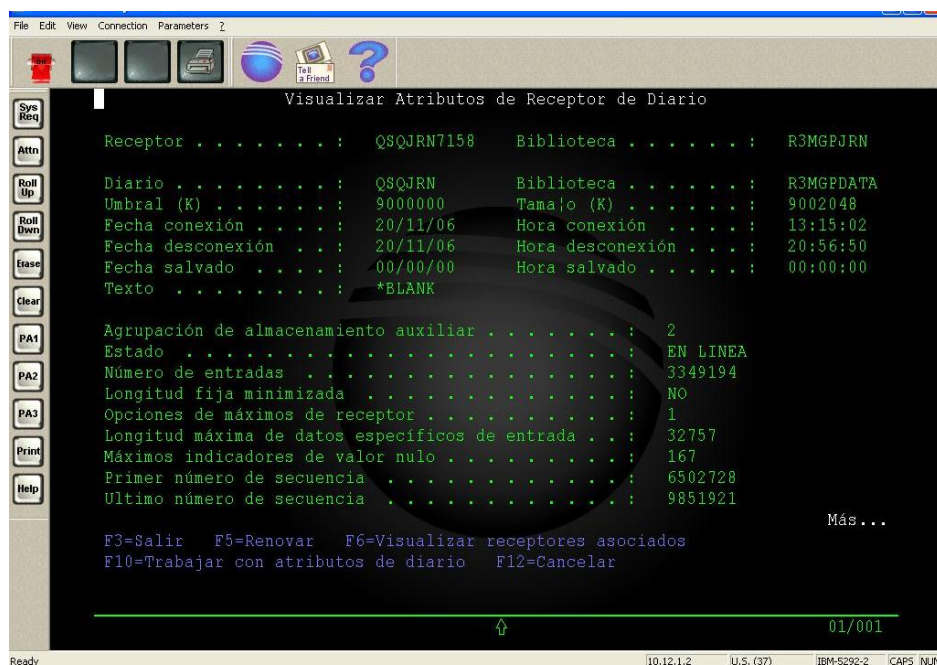 File Edit View Connection Parameters ?
Tell a Friend
Sys Req
Attn
Roll Up
Roll Dwn
Erase
Clear
PA1
PA2
PA3
Print
Help
Visualizar Atributos de Receptor de Diario
Receptor . . . . . . . : QSQJRN7158 Biblioteca . . . . . . : R3MGPJRN
Diario . . . . . . . . : QSQJRN Biblioteca . . . . . . : R3MGPDATA
Umbral (K) . . . . . . : 9000000 Tama¦o (K) . . . . . . : 9002048
Fecha conexión . . . . : 20/11/06 Hora conexión . . . . : 13:15:02
Fecha desconexión . . : 20/11/06 Hora desconexión . . . : 20:56:50
Fecha salvado . . . . : 00/00/00 Hora salvado . . . . . : 00:00:00
Texto . . . . . . . . : *BLANK
Agrupación de almacenamiento auxiliar . . . . . . . : 2
Estado . . . . . . . . . . . . . . . . . . . . . . : EN LINEA
Número de entradas . . . . . . . . . . . . . . . . : 3349194
Longitud fija minimizada . . . . . . . . . . . . . : NO
Opciones de máximos de receptor . . . . . . . . . . : 1
Longitud máxima de datos específicos de entrada . . : 32757
Máximos indicadores de valor nulo . . . . . . . . . : 167
Primer número de secuencia . . . . . . . . . . . . : 6502728
Ultimo número de secuencia . . . . . . . . . . . . : 9851921
Más...
F3=Salir F5=Renovar F6=Visualizar receptores asociados
F10=Trabajar con atributos de diario F12=Cancelar
01/001
Ready 10.12.1.2 U.S. (37) IBM-5292-2 CAPS NUM